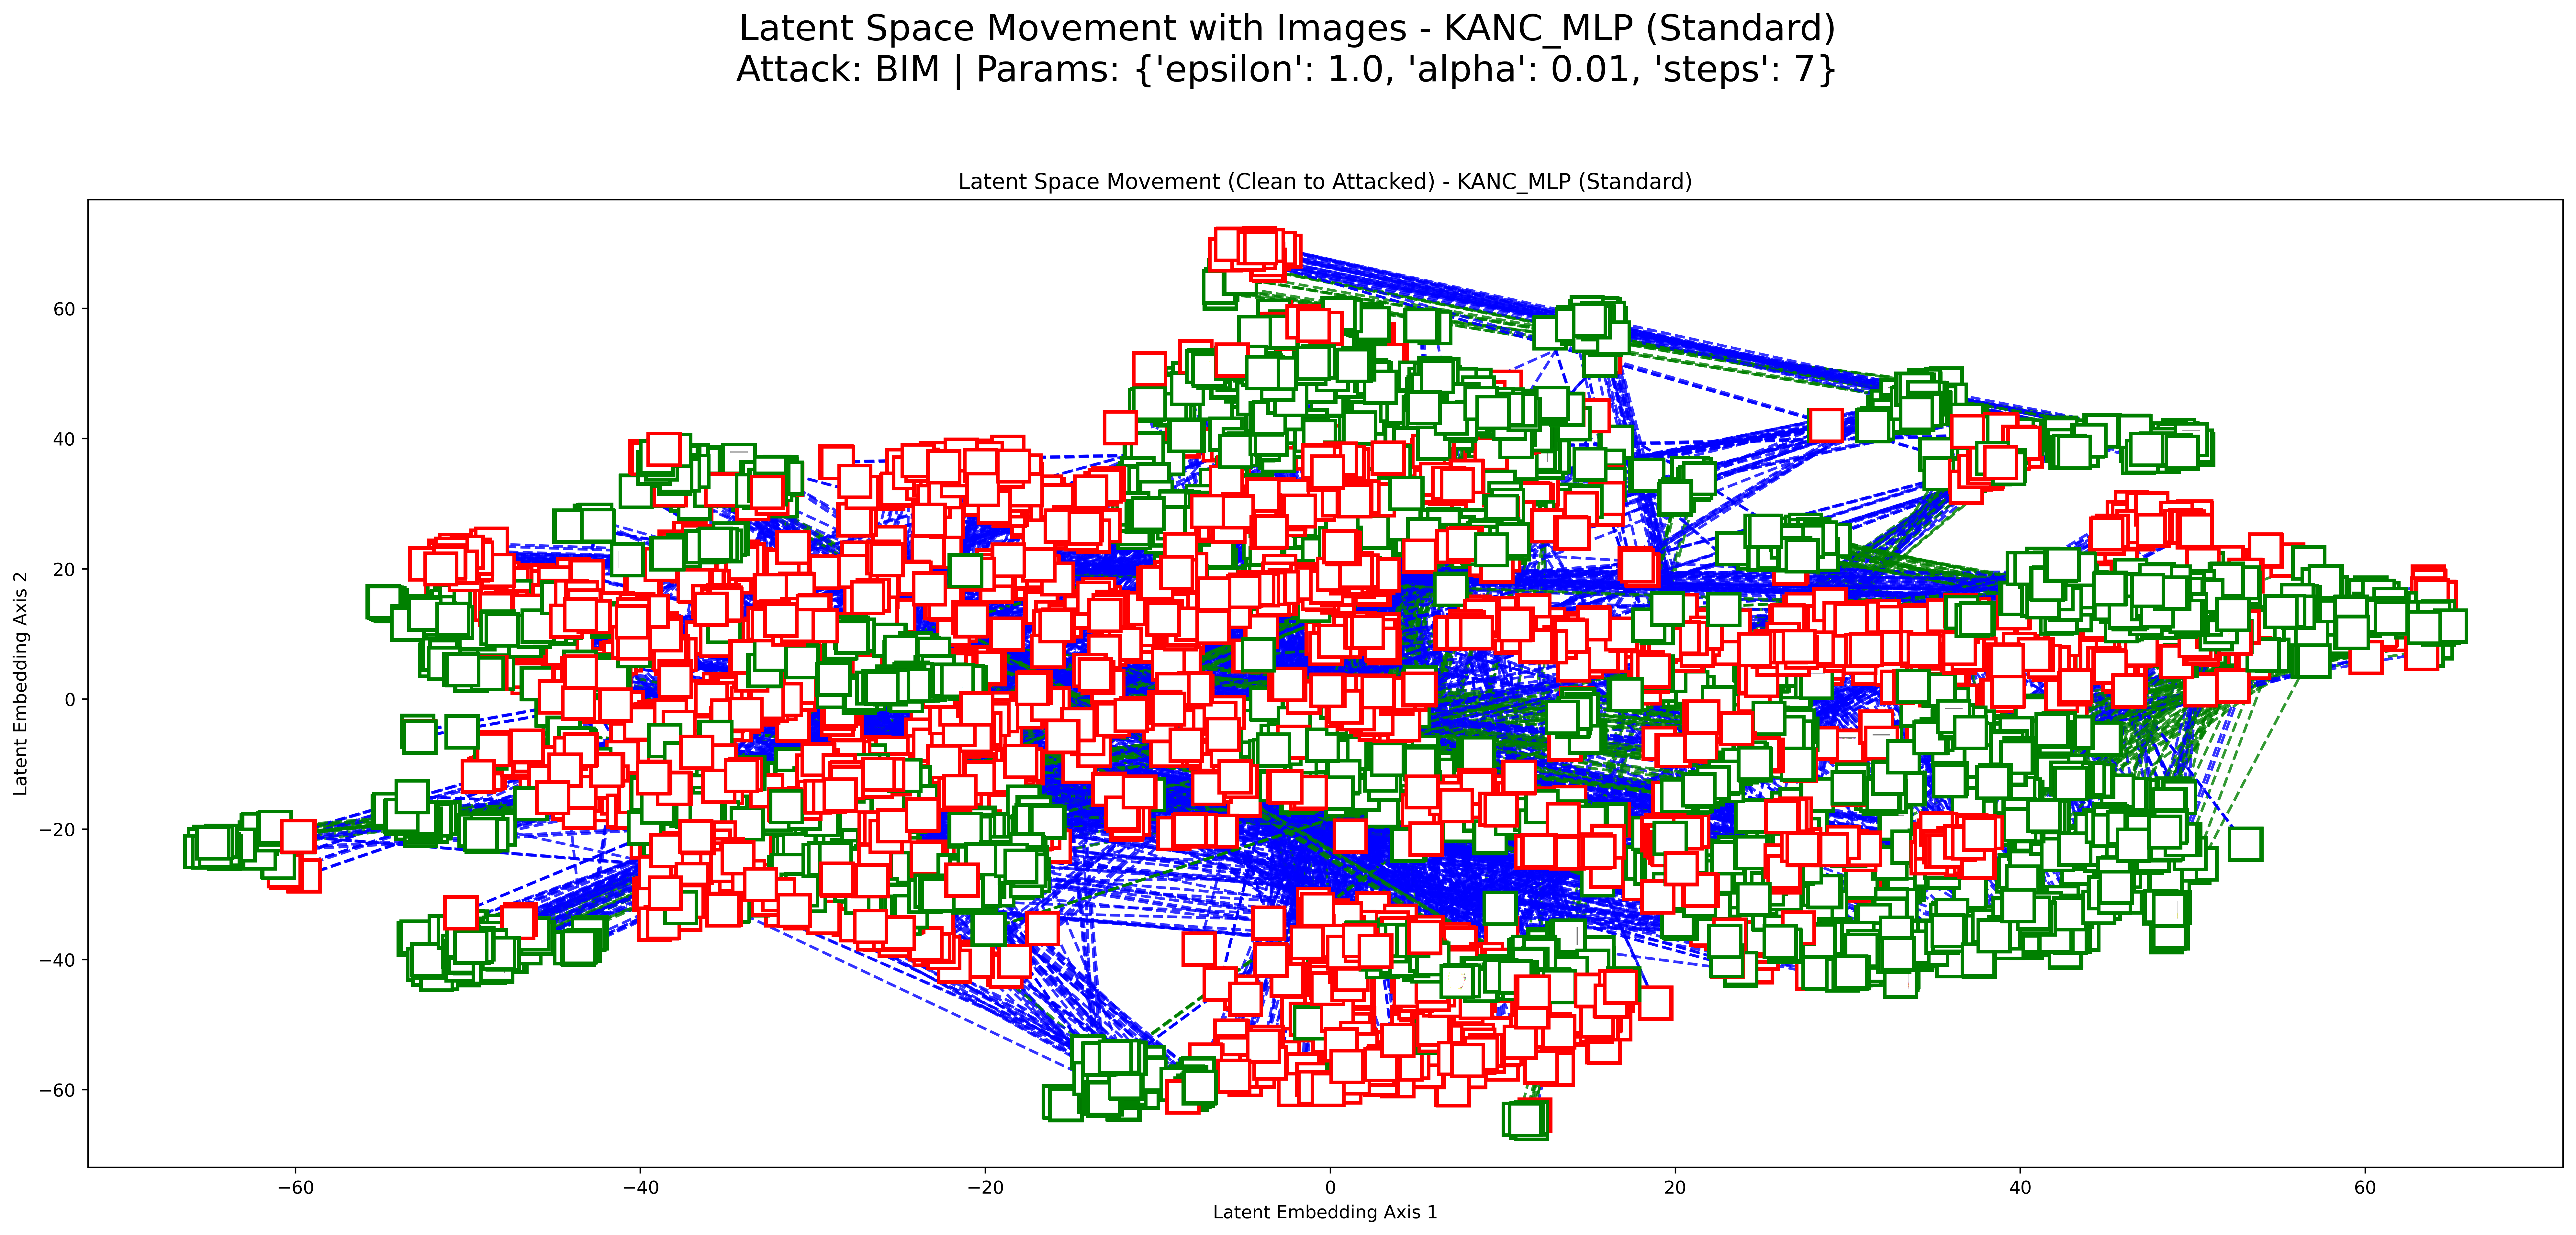 Latent Space Movement with Images - KANC_MLP (Standard)
Attack: BIM | Params: {'epsilon': 1.0, 'alpha': 0.01, 'steps': 7}
Latent Space Movement (Clean to Attacked) - KANC_MLP (Standard)
Latent Embedding Axis 2
60
40
20
0
−20
−40
−60
−60
−40
−20
0
20
40
60
Latent Embedding Axis 1